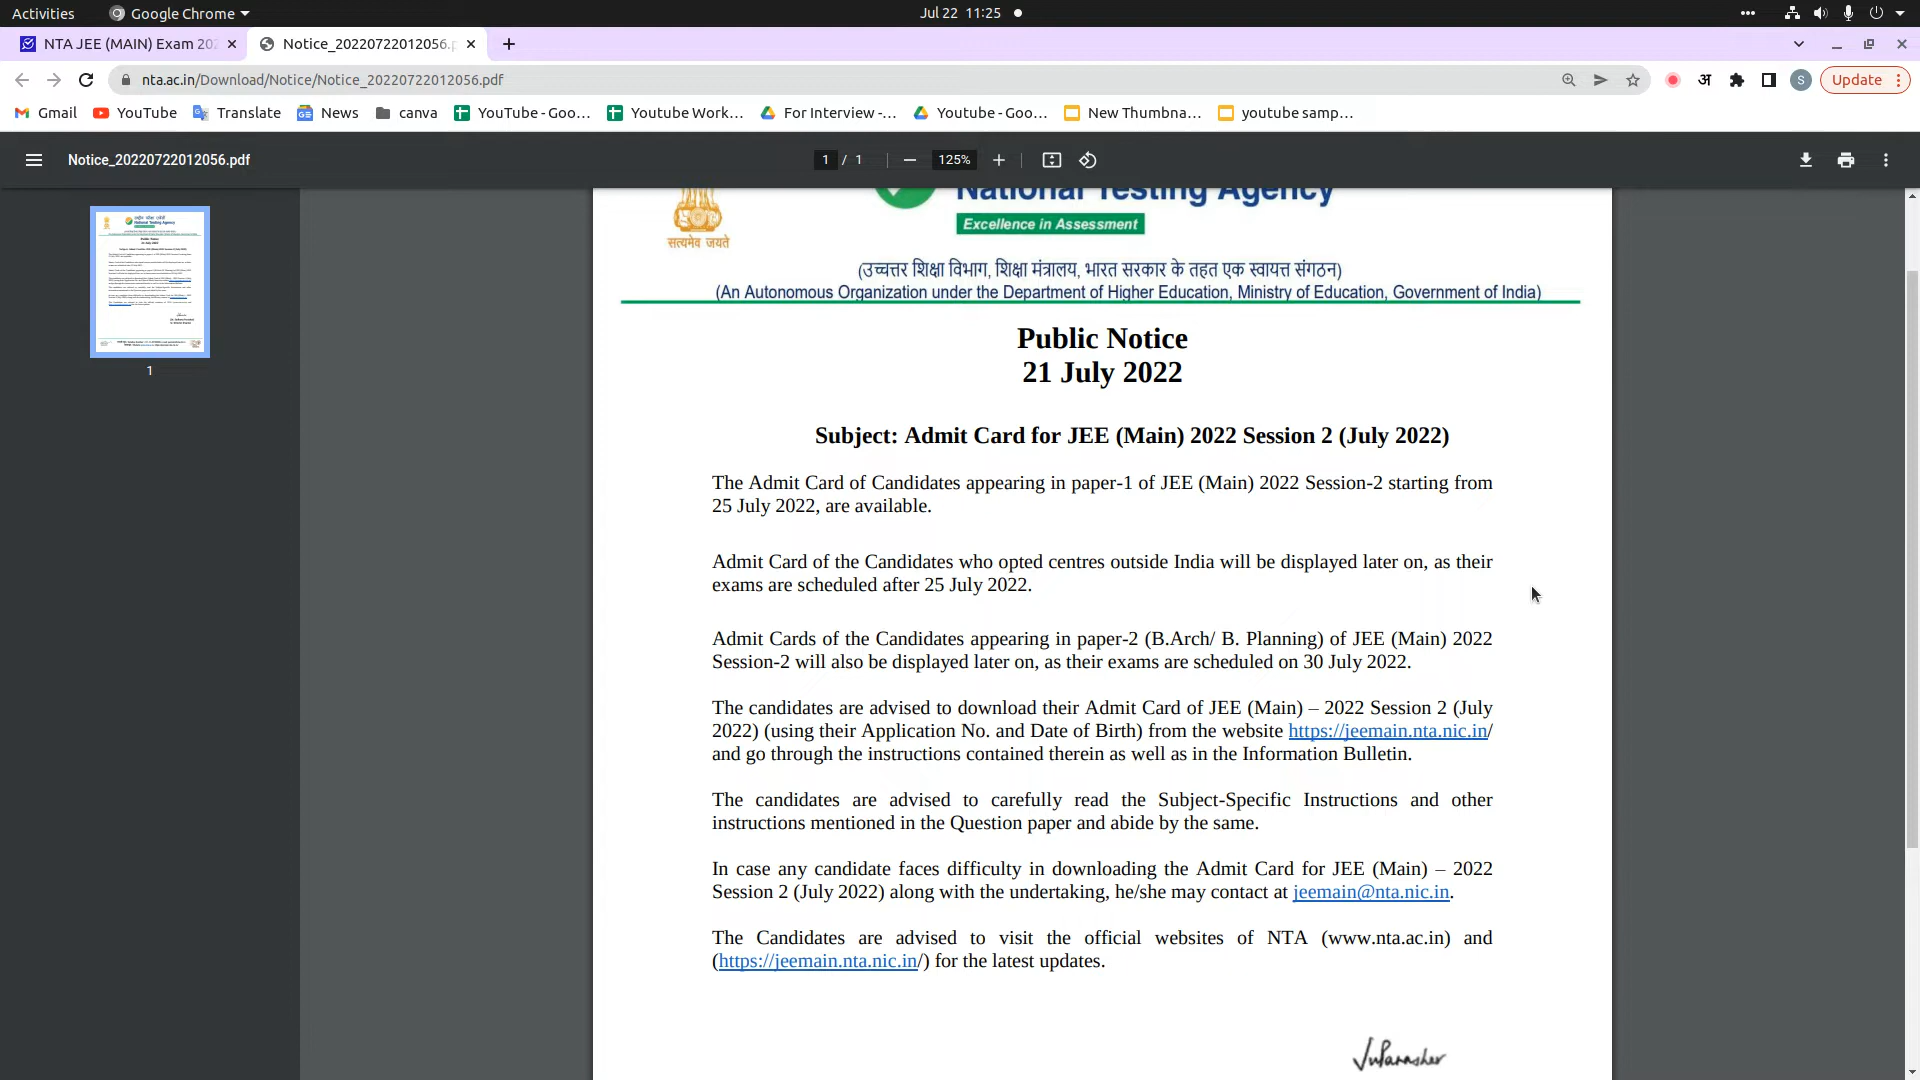 Activities
Google Chrome
Jul 22 11:25
NTA JEE (MAIN) Exam 202
Notice_20220722012056.p
nta.ac.in/Download/Notice/Notice_20220722012056.pdf
अ
S
Update
Gmail
YouTube
Translate
News
canva
YouTube - Goo...
Youtube Work...
For Interview -...
Youtube - Goo...
New Thumbna...
youtube samp...
Notice_20220722012056.pdf
1 / 1
125%
1
National Testing Agency
Excellence in Assessment
सत्यमेव जयते
(उच्चत्तर शिक्षा विभाग, शिक्षा मंत्रालय, भारत सरकार के तहत एक स्वायत्त संगठन)
(An Autonomous Organization under the Department of Higher Education, Ministry of Education, Government of India)
Public Notice
21 July 2022
Subject: Admit Card for JEE (Main) 2022 Session 2 (July 2022)
The Admit Card of Candidates appearing in paper-1 of JEE (Main) 2022 Session-2 starting from
25 July 2022, are available.
Admit Card of the Candidates who opted centres outside India will be displayed later on, as their
exams are scheduled after 25 July 2022.
Admit Cards of the Candidates appearing in paper-2 (B.Arch/ B. Planning) of JEE (Main) 2022
Session-2 will also be displayed later on, as their exams are scheduled on 30 July 2022.
The candidates are advised to download their Admit Card of JEE (Main) – 2022 Session 2 (July
2022) (using their Application No. and Date of Birth) from the website https://jeemain.nta.nic.in/
and go through the instructions contained therein as well as in the Information Bulletin.
The candidates are advised to carefully read the Subject-Specific Instructions and other
instructions mentioned in the Question paper and abide by the same.
In case any candidate faces difficulty in downloading the Admit Card for JEE (Main) – 2022
Session 2 (July 2022) along with the undertaking, he/she may contact at jeemain@nta.nic.in.
The Candidates are advised to visit the official websites of NTA (www.nta.ac.in) and
(https://jeemain.nta.nic.in/) for the latest updates.